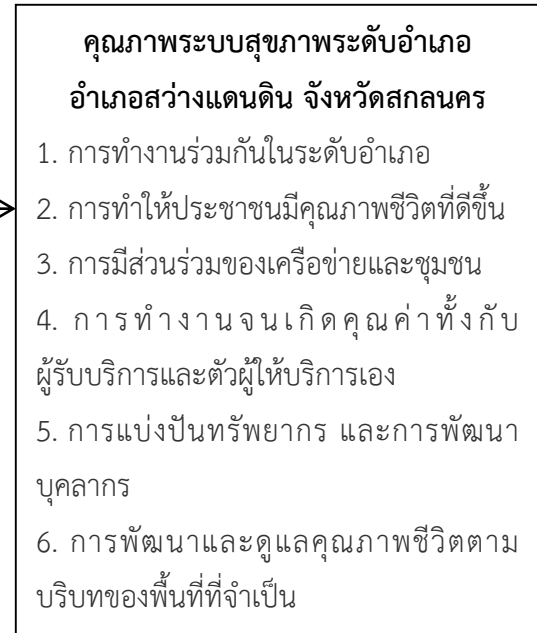 คุณภาพระบบสุขภาพระดับอำเภอ
อำเภอสว่างแดนดิน จังหวัดสกลนคร
1. การทำงานร่วมกันในระดับอำเภอ
2. การทำให้ประชาชนมีคุณภาพชีวิตที่ดีขึ้น
3. การมีส่วนร่วมของเครือข่ายและชุมชน
4. การทำงานจนเกิดคุณค่าทั้งกับ
ผู้รับบริการและตัวผู้ให้บริการเอง
5. การแบ่งปันทรัพยากร และการพัฒนา
บุคลากร
6. การพัฒนาและดูแลคุณภาพชีวิตตาม
บริบทของพื้นที่ที่จำเป็น